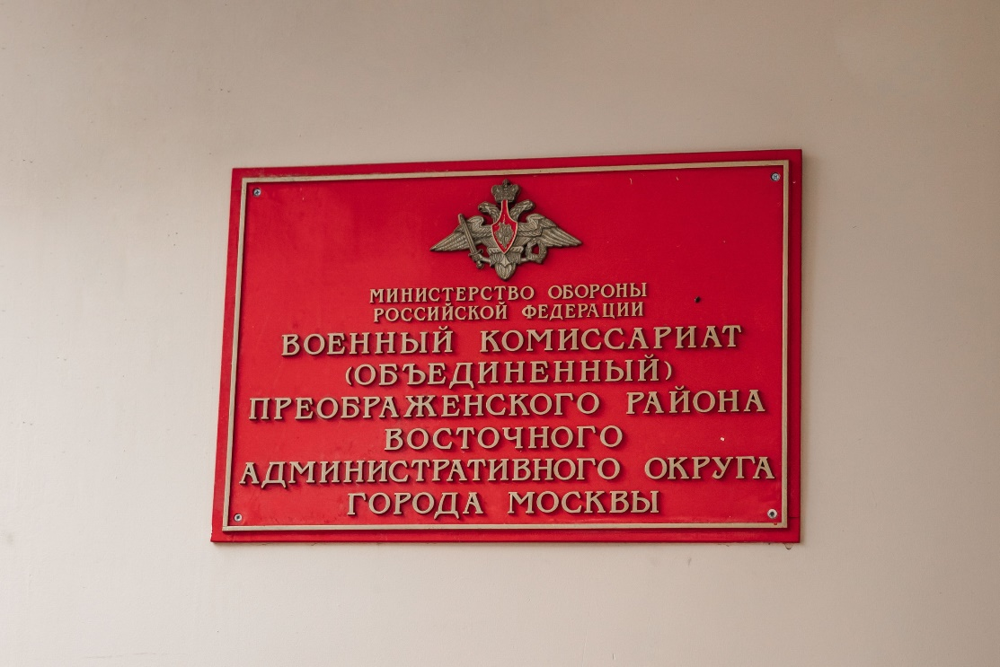 МИНИСТЕРСТВО ОБОРОНЫ
РОССИЙСКОЙ ФЕДЕРАЦИИ
ВОЕННЫЙ КОМИССАРИАТ
(ОБЪЕДИНЕННЫЙ)
ПРЕОБРАЖЕНСКОГО РАЙОНА
ВОСТОЧНОГО
АДМИНИСТРАТИВНОГО ОКРУГА
ГОРОДА МОСКВЫ